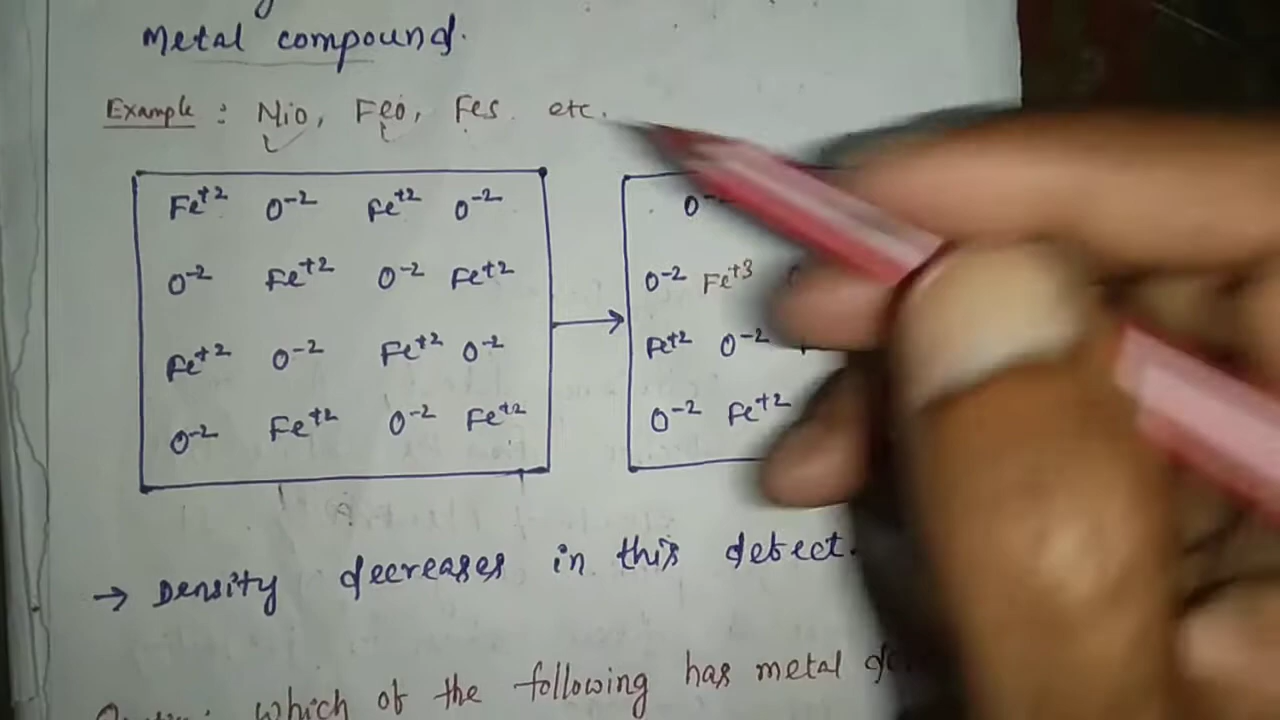 Metal compound.
Example : Nio, Feo, Fes etc.
Fe+2 O-2 Fe+2 O-2
O-2 Fe+2 O-2 Fe+2
Fe+2 O-2 Fe+2 O-2
O-2 Fe+2 O-2 Fe+2
O-2
O-2 Fe+3
Fe+2 O-2
O-2 Fe+2
→ Density decreases in this defect.
which of the following has metal